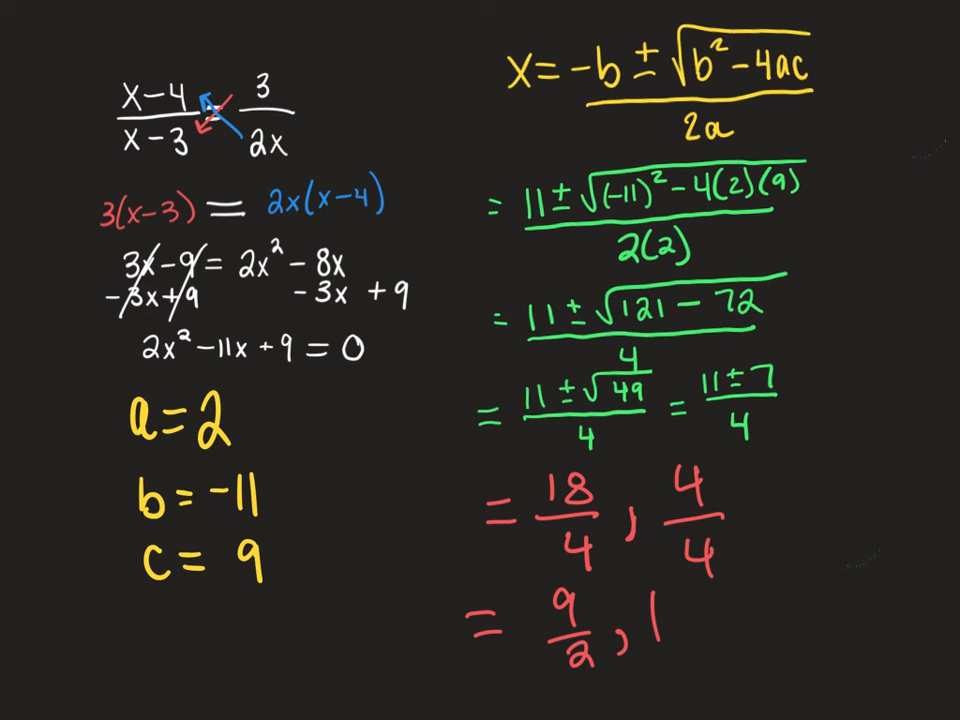 x-4/x-3 = 3/2x
3(x-3) = 2x(x-4)
3x-9 = 2x² - 8x
-3x+9 -3x +9
2x² -11x +9 = 0
a=2
b= -11
c= 9
x= -b ± √b² - 4ac / 2a
= 11 ± √(-11)² - 4(2)(9) / 2(2)
= 11 ± √121 - 72 / 4
= 11 ± √49 / 4 = 11 ± 7 / 4
= 18/4 , 4/4
= 9/2 , 1